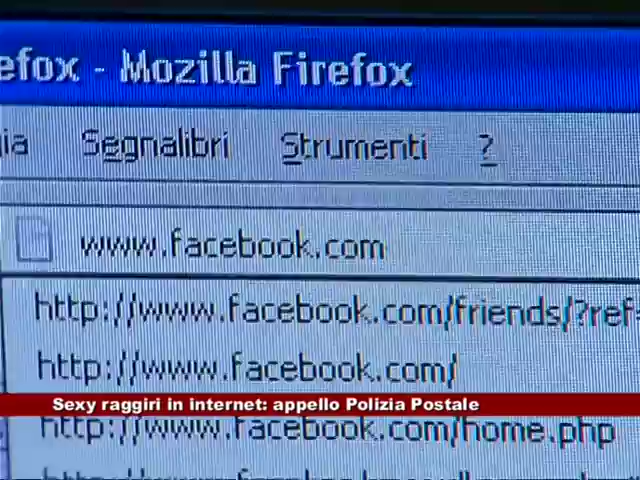 efox - Mozilla Firefox
ia Segnalibri Strumenti ?
www.facebook.com
http://www.facebook.com/friends/?ref=
http://www.facebook.com/
Sexy raggiri in internet: appello Polizia Postale
http://www.facebook.com/home.php